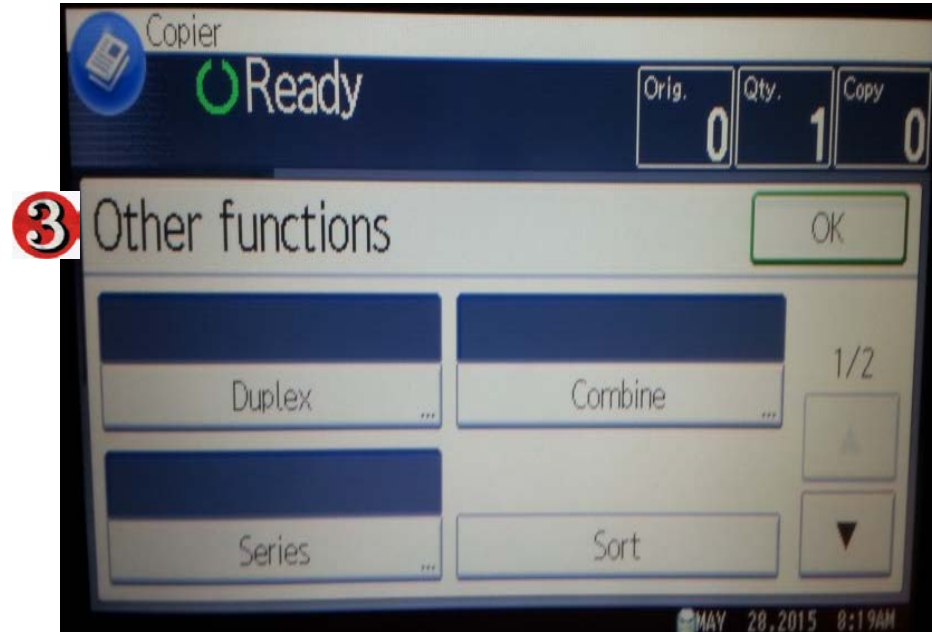 Copier
Ready
Orig. 0 Qty. 1 Copy 0
3 Other functions OK
Duplex ... Combine ...
1/2
Series ... Sort
MAY 28,2015 8:19AM